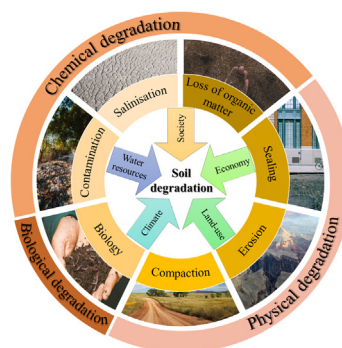 Chemical degradation
Physical degradation
Biological degradation
Salinisation
Loss of organic
matter
Sealing
Erosion
Compaction
Biology
Contamination
Society
Economy
Land-use
Climate
Water
resources
Soil
degradation